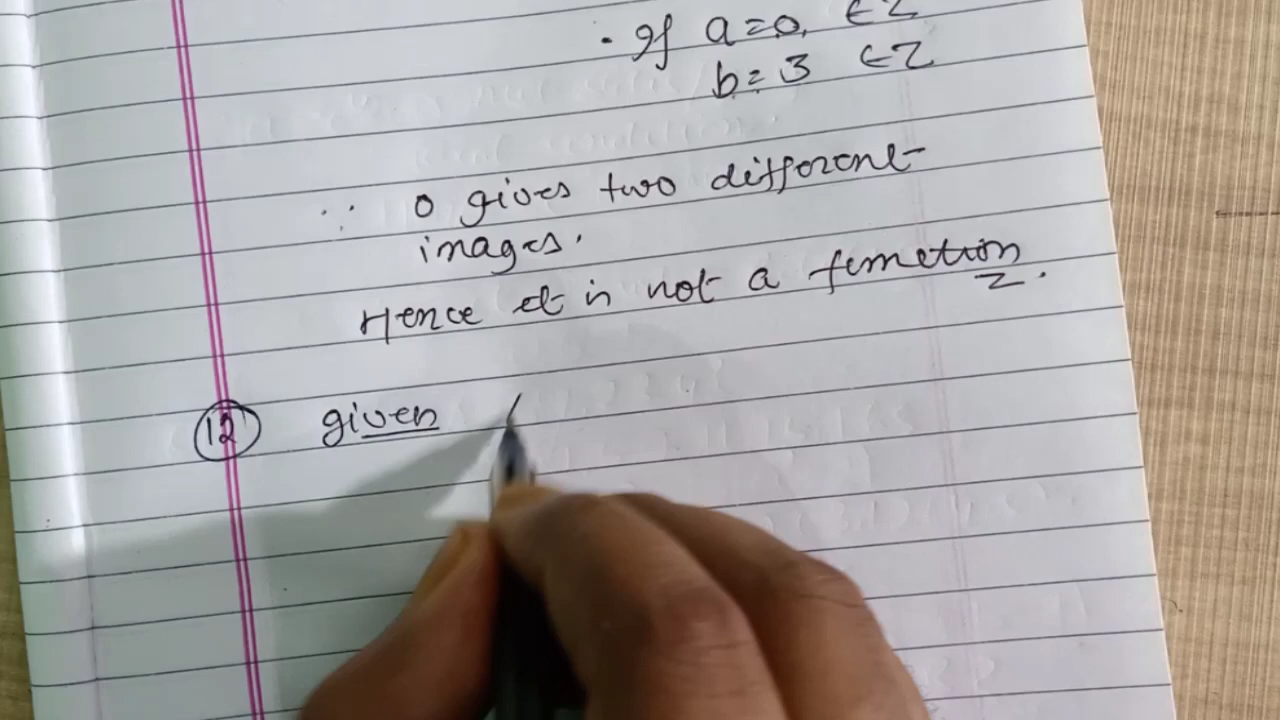 . If a=0, ∈Z
b=3 ∈Z
∵ 0 gives two different
images.
Hence it is not a function.
12 given